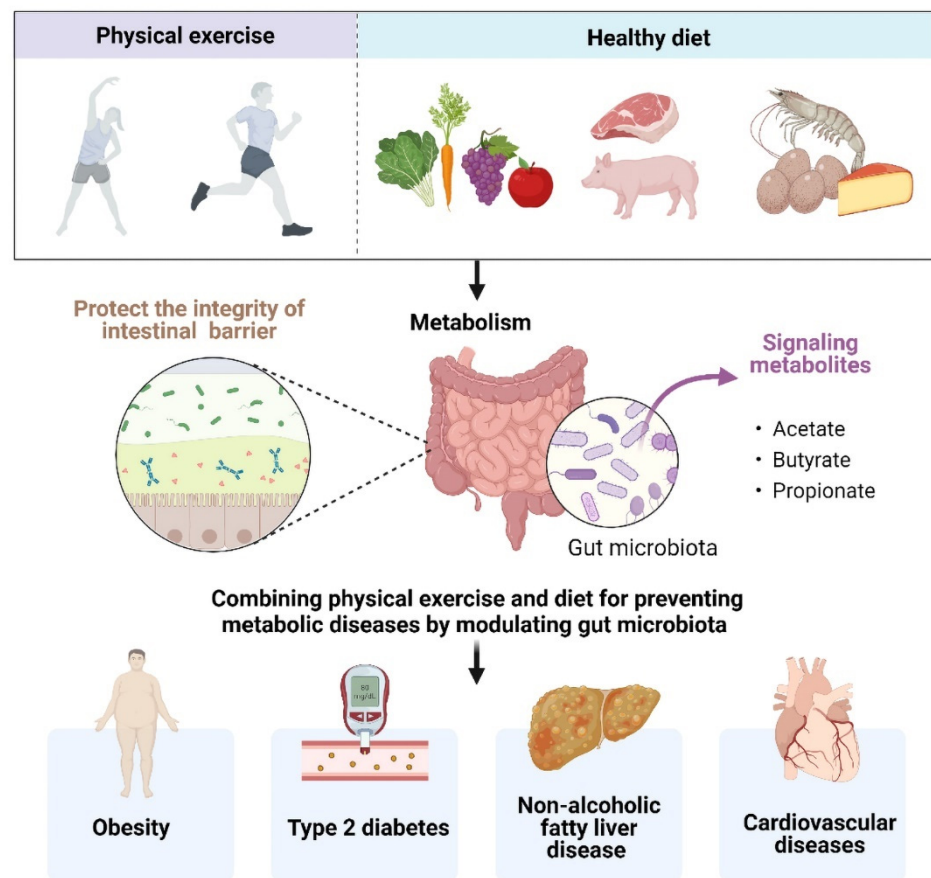 Physical exercise
Healthy diet
Protect the integrity of
intestinal barrier
Metabolism
Signaling
metabolites
• Acetate
• Butyrate
• Propionate
Gut microbiota
Combining physical exercise and diet for preventing
metabolic diseases by modulating gut microbiota
80
mg/dL
Obesity
Type 2 diabetes
Non-alcoholic
fatty liver
disease
Cardiovascular
diseases